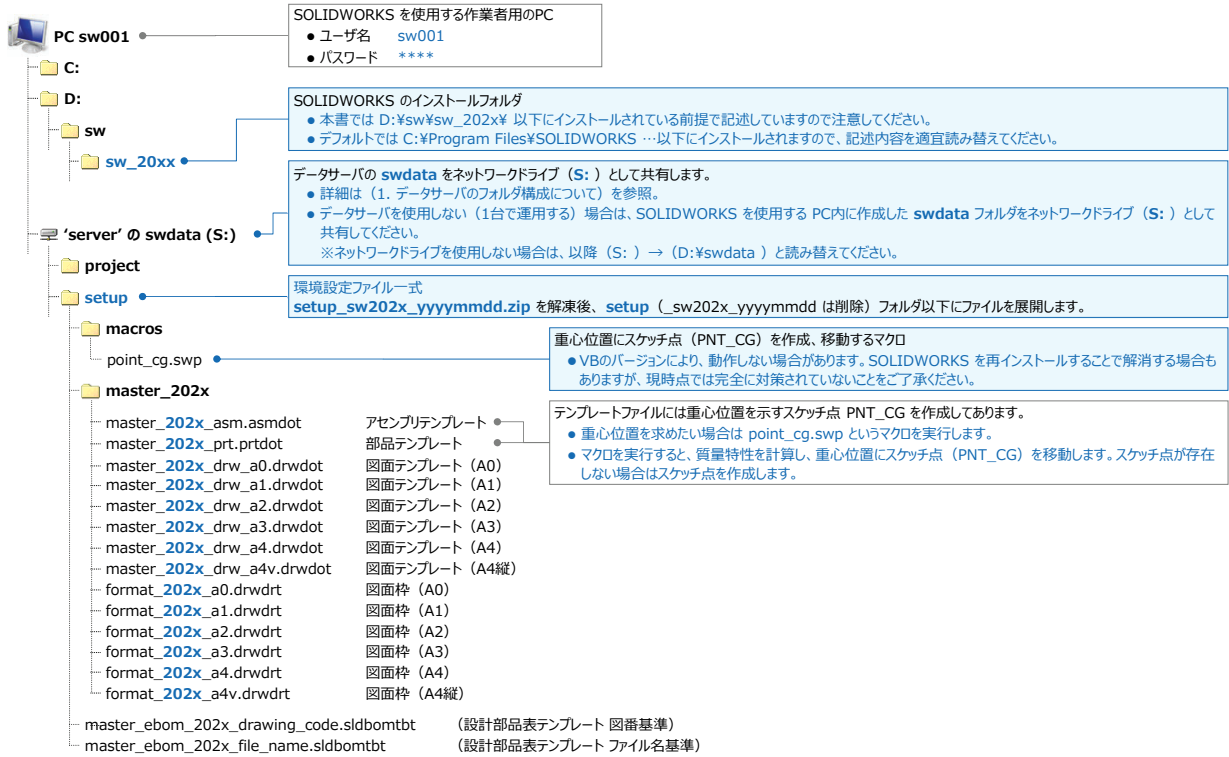 PC sw001
SOLIDWORKS を使用する作業者用のPC
● ユーザ名 sw001
● パスワード ****
C:
D:
sw
sw_20xx
SOLIDWORKS のインストールフォルダ
● 本書では D:¥sw¥sw_202x¥ 以下にインストールされている前提で記述していますので注意してください。
● デフォルトでは C:¥Program Files¥SOLIDWORKS …以下にインストールされますので、記述内容を適宜読み替えてください。
‘server’ の swdata (S:)
データサーバの swdata をネットワークドライブ（S: ）として共有します。
● 詳細は（1. データサーバのフォルダ構成について）を参照。
● データサーバを使用しない（1台で運用する）場合は、SOLIDWORKS を使用する PC内に作成した swdata フォルダをネットワークドライブ（S: ）として
共有してください。
※ネットワークドライブを使用しない場合は、以降（S: ）→（D:¥swdata ）と読み替えてください。
project
setup
環境設定ファイル一式
setup_sw202x_yyyymmdd.zip を解凍後、setup（_sw202x_yyyymmdd は削除）フォルダ以下にファイルを展開します。
macros
point_cg.swp
重心位置にスケッチ点（PNT_CG）を作成、移動するマクロ
● VBのバージョンにより、動作しない場合があります。SOLIDWORKS を再インストールすることで解消する場合も
ありますが、現時点では完全に対策されていないことをご了承ください。
master_202x
master_202x_asm.asmdot アセンブリテンプレート
master_202x_prt.prtdot 部品テンプレート
テンプレートファイルには重心位置を示すスケッチ点 PNT_CG を作成してあります。
● 重心位置を求めたい場合は point_cg.swp というマクロを実行します。
● マクロを実行すると、質量特性を計算し、重心位置にスケッチ点（PNT_CG）を移動します。スケッチ点が存在
しない場合はスケッチ点を作成します。
master_202x_drw_a0.drwdot 図面テンプレート（A0）
master_202x_drw_a1.drwdot 図面テンプレート（A1）
master_202x_drw_a2.drwdot 図面テンプレート（A2）
master_202x_drw_a3.drwdot 図面テンプレート（A3）
master_202x_drw_a4.drwdot 図面テンプレート（A4）
master_202x_drw_a4v.drwdot 図面テンプレート（A4縦）
format_202x_a0.drwdrt 図面枠（A0）
format_202x_a1.drwdrt 図面枠（A1）
format_202x_a2.drwdrt 図面枠（A2）
format_202x_a3.drwdrt 図面枠（A3）
format_202x_a4.drwdrt 図面枠（A4）
format_202x_a4v.drwdrt 図面枠（A4縦）
master_ebom_202x_drawing_code.sldbomtbt （設計部品表テンプレート 図番基準）
master_ebom_202x_file_name.sldbomtbt （設計部品表テンプレート ファイル名基準）